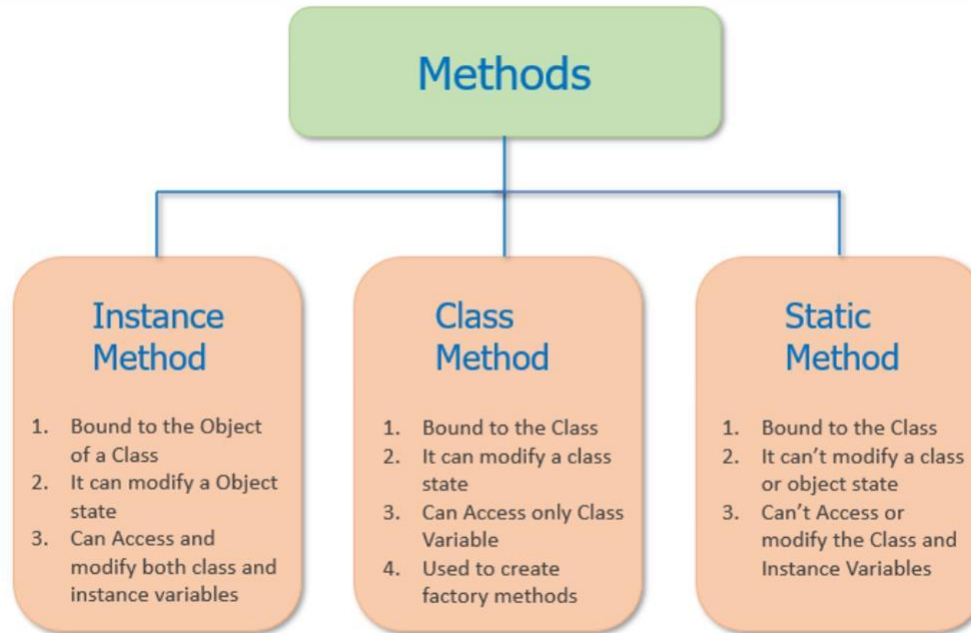 Methods
Instance
Method
1. Bound to the Object
of a Class
2. It can modify a Object
state
3. Can Access and
modify both class and
instance variables
Class
Method
1. Bound to the Class
2. It can modify a class
state
3. Can Access only Class
Variable
4. Used to create
factory methods
Static
Method
1. Bound to the Class
2. It can’t modify a class
or object state
3. Can’t Access or
modify the Class and
Instance Variables